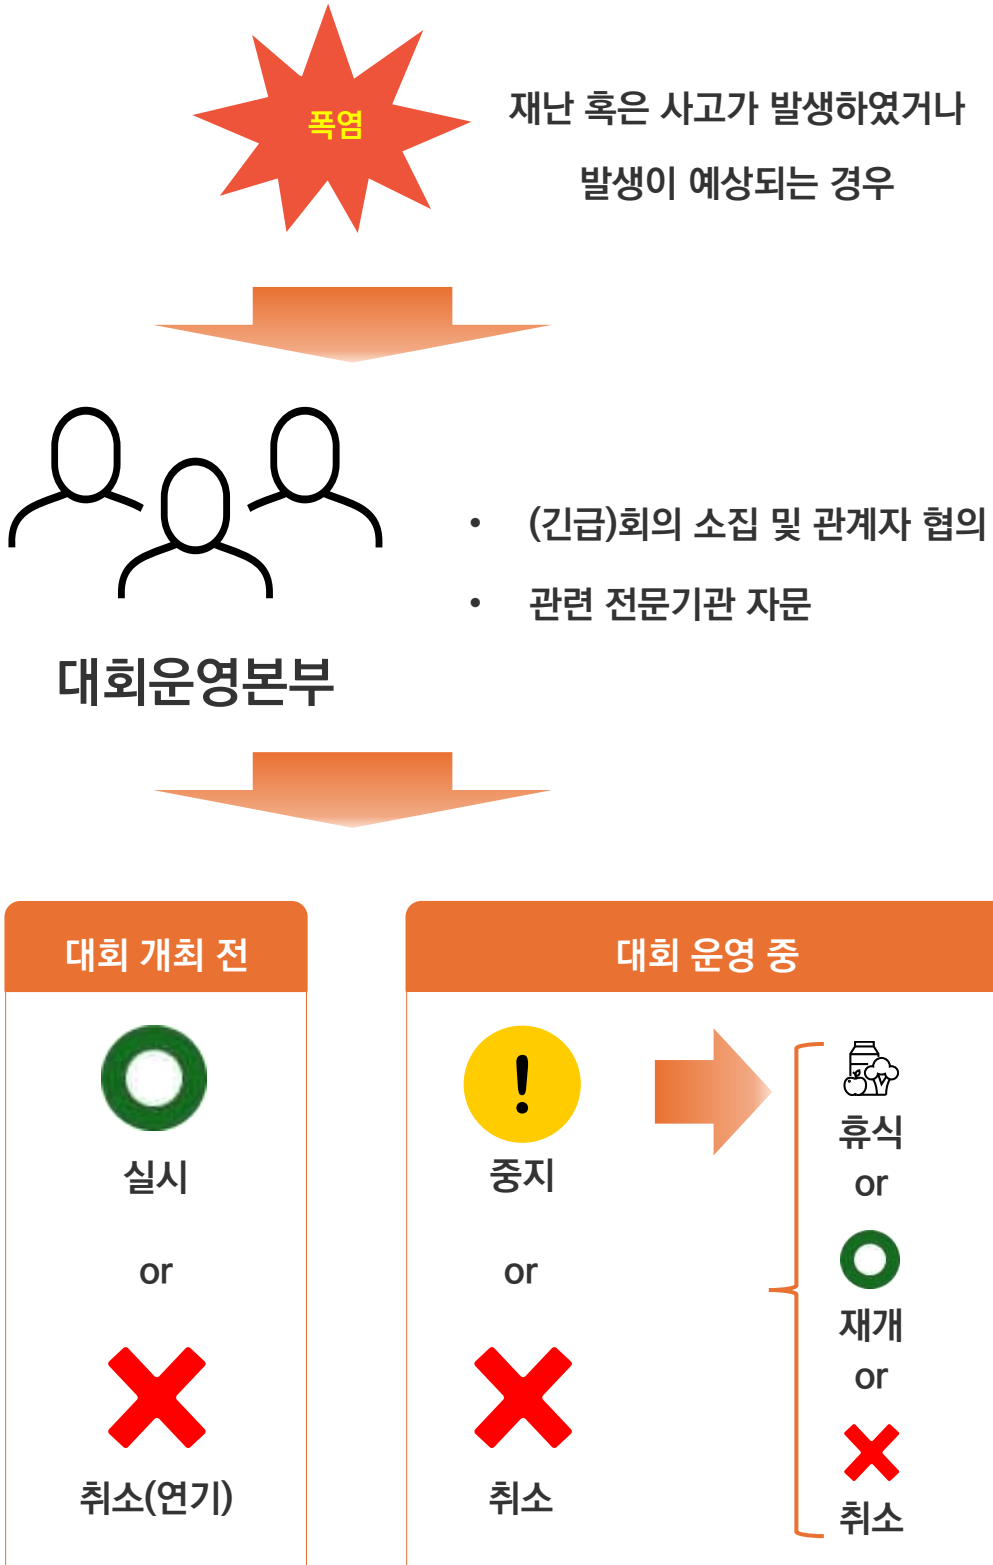 폭염
재난 혹은 사고가 발생하였거나
발생이 예상되는 경우
• (긴급)회의 소집 및 관계자 협의
• 관련 전문기관 자문
대회운영본부
대회 개최 전
실시
or
취소(연기)
대회 운영 중
!
중지
or
취소
휴식
or
재개
or
취소